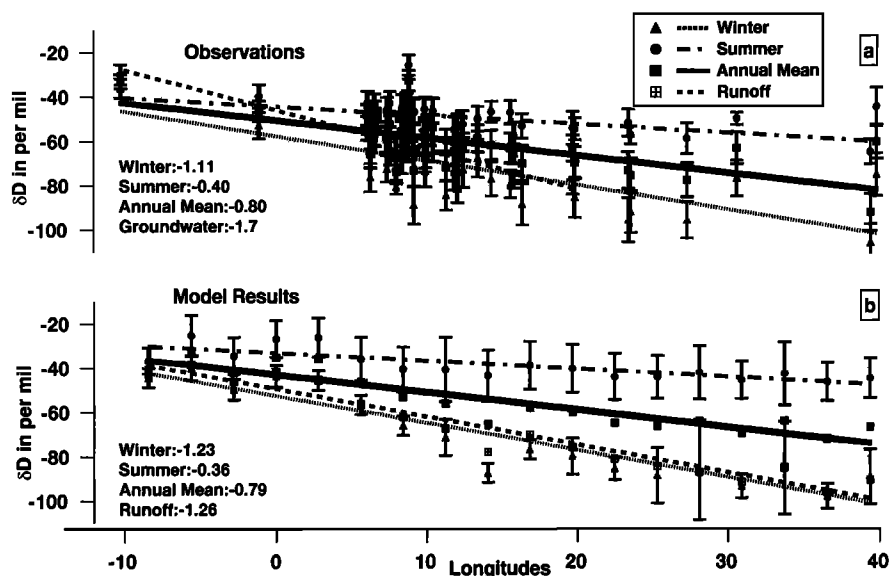 Observations
a
Winter
Summer
Annual Mean
Runoff
δD in per mil
-20
-40
-60
-80
-100
Winter:-1.11
Summer:-0.40
Annual Mean:-0.80
Groundwater:-1.7
Model Results
b
δD in per mil
-20
-40
-60
-80
-100
Winter:-1.23
Summer:-0.36
Annual Mean:-0.79
Runoff:-1.26
-10
0
10
20
30
40
Longitudes